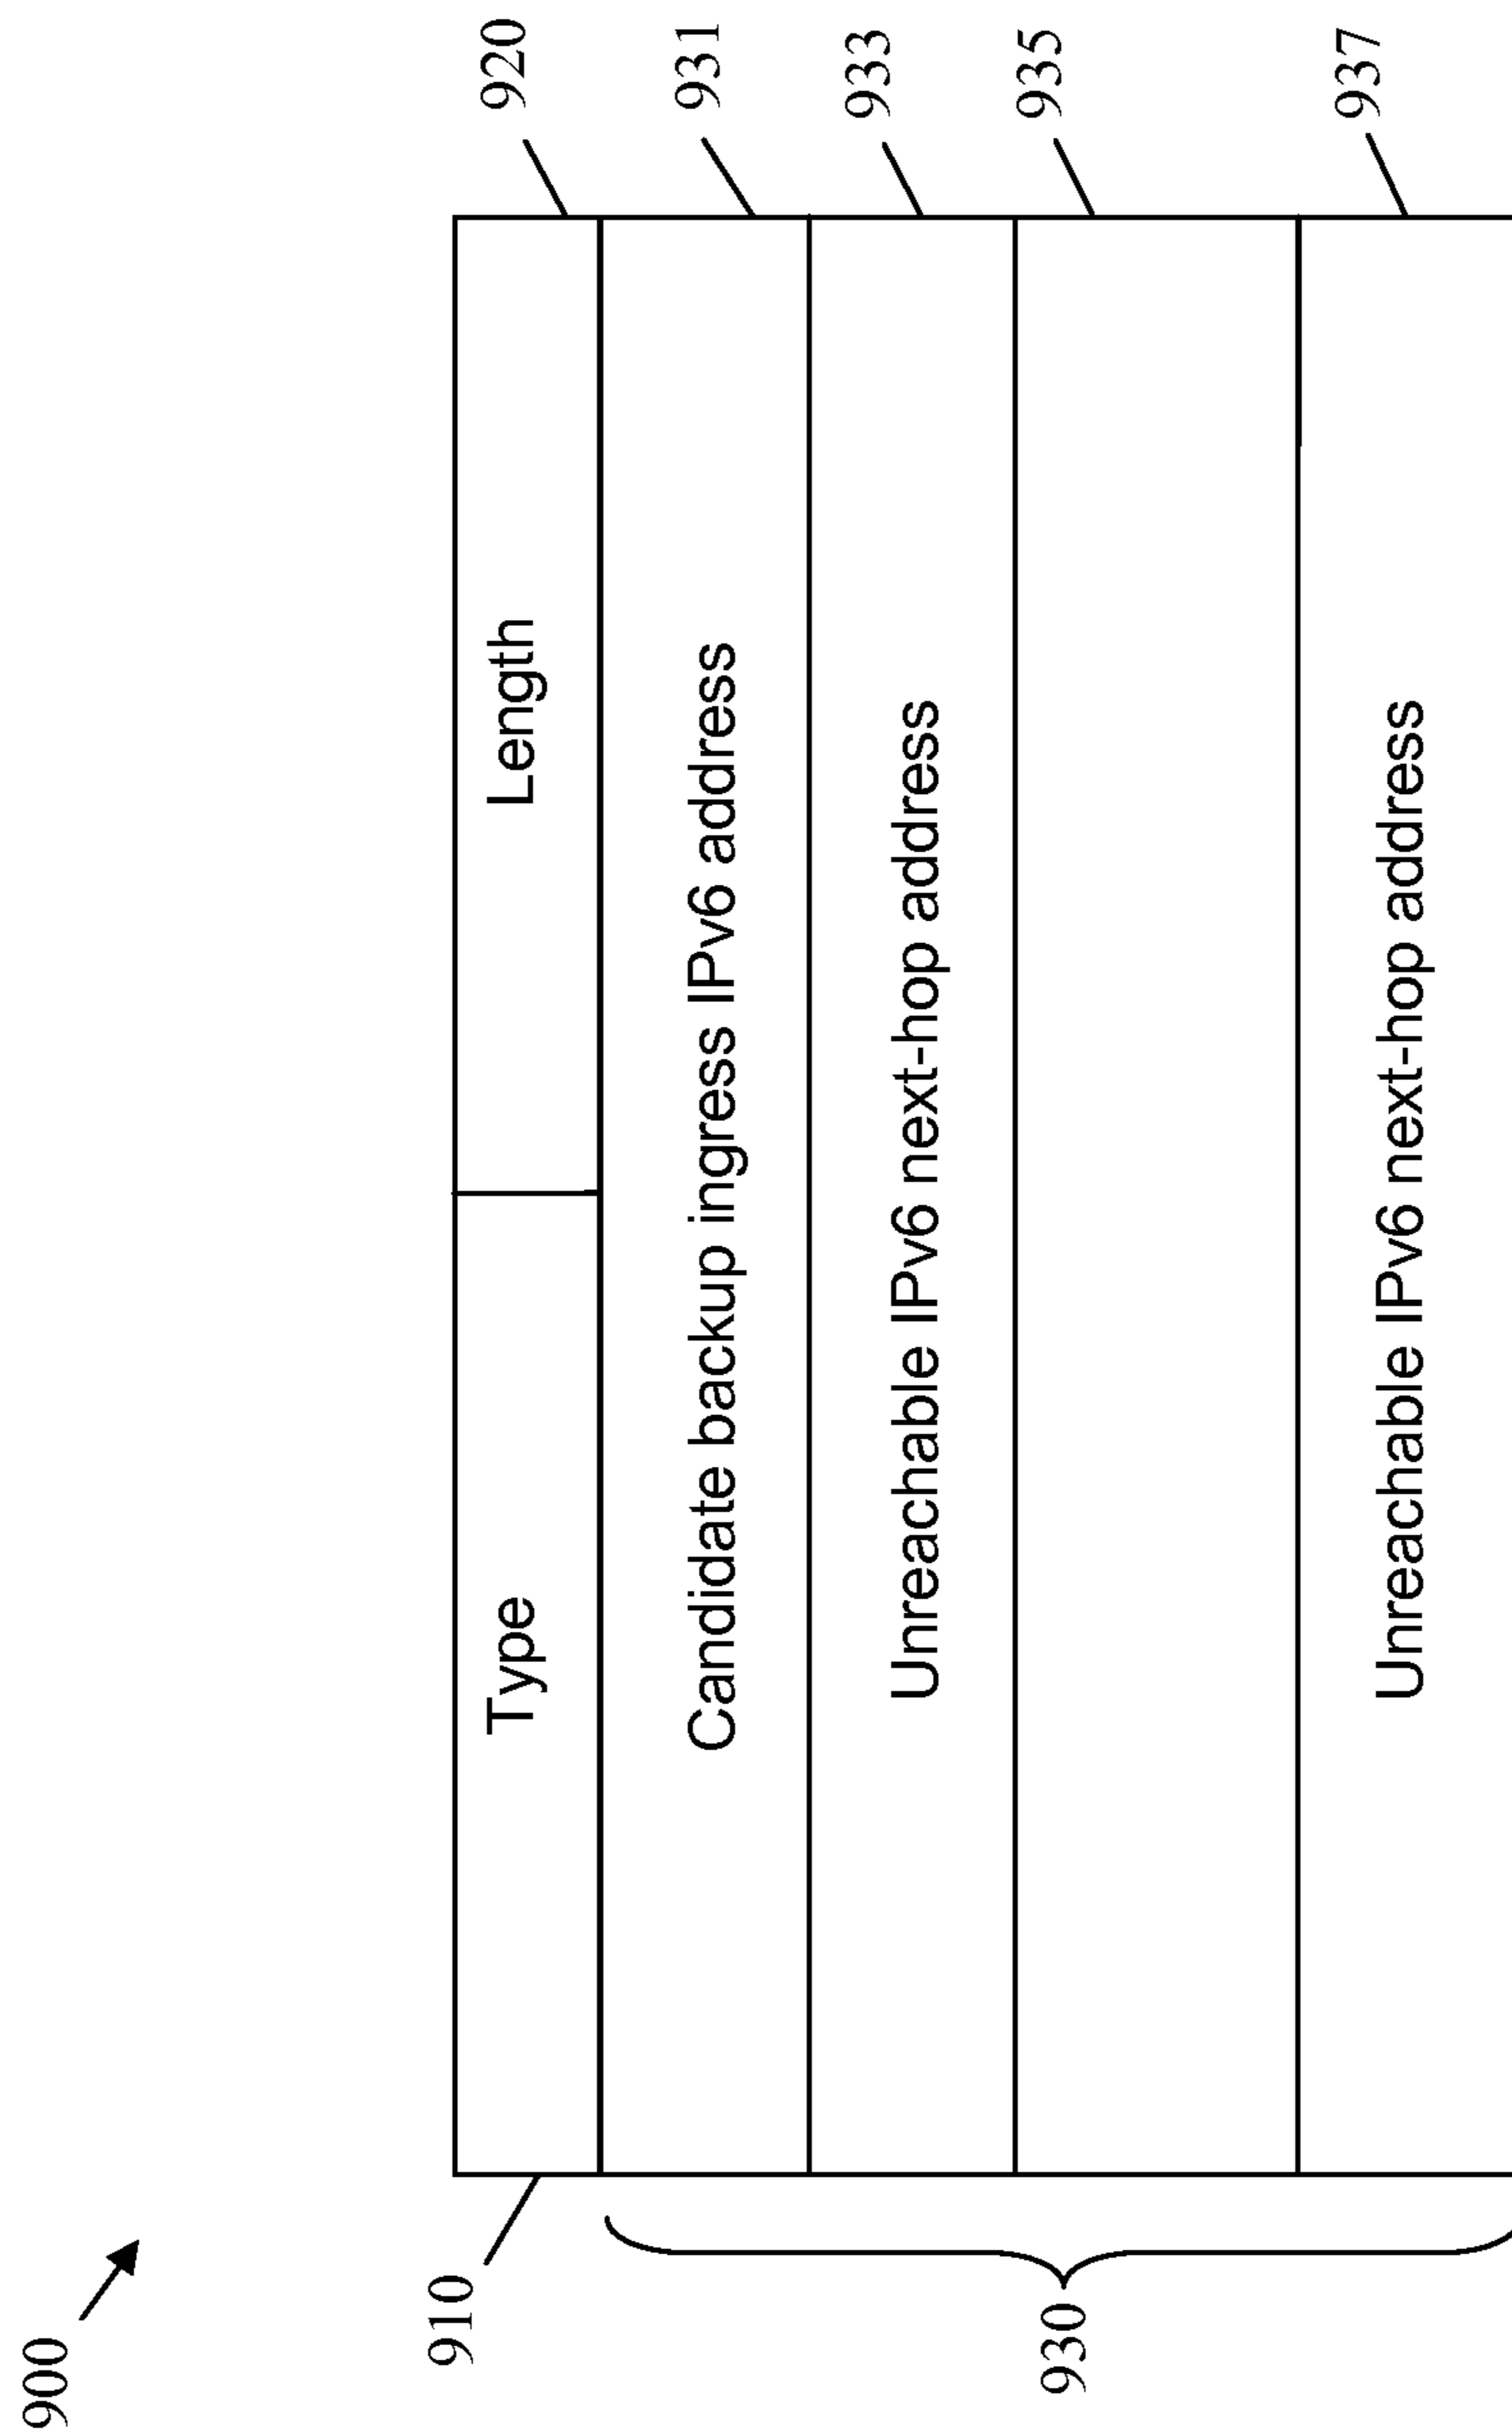 900
910
Type
Length
920
Candidate backup ingress IPv6 address
931
Unreachable IPv6 next-hop address
933
935
930
Unreachable IPv6 next-hop address
937